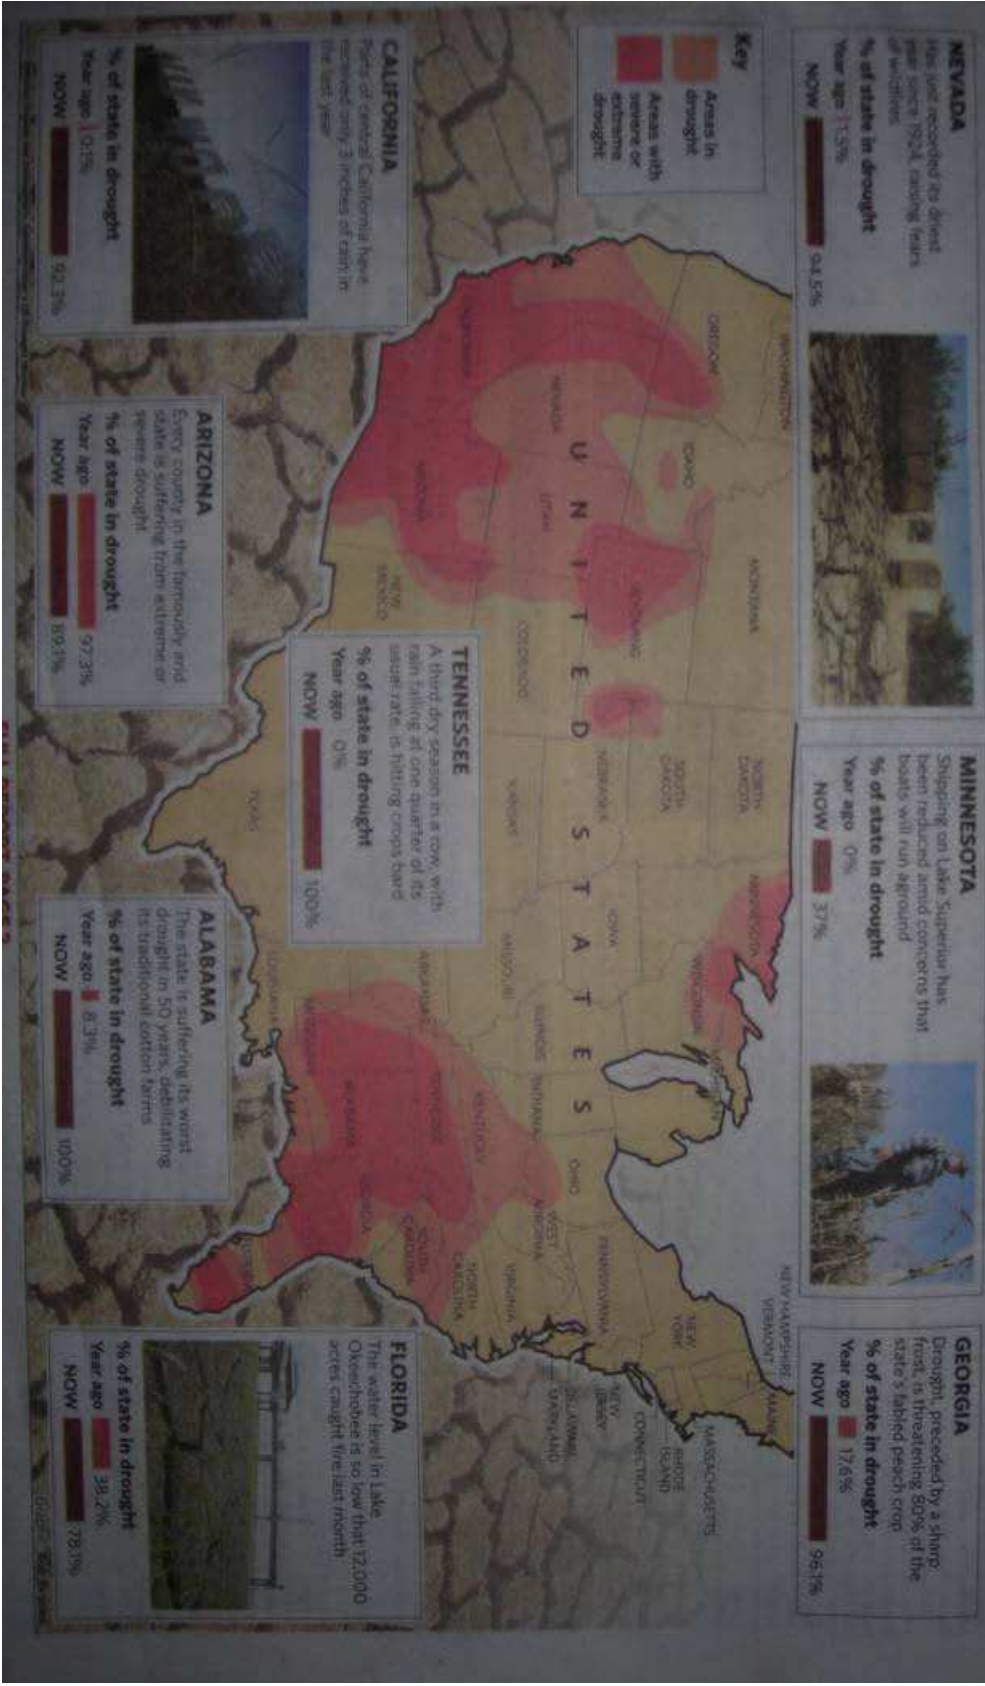 NEVADA
Has just recorded its driest
year since 1924, raising fears
of wildfires
% of state in drought
Year ago 1.5%
NOW 94.5%
MINNESOTA
Shipping on Lake Superior has
been reduced amid concerns that
boats will run aground
% of state in drought
Year ago 0%
NOW 37%
GEORGIA
Drought, preceded by a sharp
frost, is threatening 80% of the
state's fabled peach crop
% of state in drought
Year ago 17.6%
NOW 96.1%
Key
Areas in
drought
Areas with
severe or
extreme
drought
UNITED STATES
WASHINGTON
OREGON
IDAHO
MONTANA
NORTH
DAKOTA
SOUTH
DAKOTA
MINNESOTA
WISCONSIN
MICHIGAN
WYOMING
NEBRASKA
IOWA
NEVADA
UTAH
COLORADO
KANSAS
MISSOURI
ILLINOIS
INDIANA
OHIO
WEST
VIRGINIA
PENNSYLVANIA
NEW
YORK
NEW HAMPSHIRE
VERMONT
MAINE
MASSACHUSETTS
RHODE
ISLAND
CONNECTICUT
NEW
JERSEY
DELAWARE
MARYLAND
VIRGINIA
KENTUCKY
NORTH
CAROLINA
SOUTH
CAROLINA
TENNESSEE
ARKANSAS
ARIZONA
NEW
MEXICO
TEXAS
LOUISIANA
ALABAMA
CALIFORNIA
Parts of central California have
received only 3 inches of rain in
the last year
% of state in drought
Year ago 0.1%
NOW 92.3%
ARIZONA
Every county in the famously arid
state is suffering from extreme or
severe drought
% of state in drought
Year ago 97.3%
NOW 89.1%
TENNESSEE
A third dry season in a row, with
rain falling at one quarter of its
usual rate, is hitting crops hard
% of state in drought
Year ago 0%
NOW 100%
ALABAMA
The state is suffering its worst
drought in 50 years, debilitating
its traditional cotton farms
% of state in drought
Year ago 8.3%
NOW 100%
FLORIDA
The water level in Lake
Okeechobee is so low that 12,000
acres caught fire last month
% of state in drought
Year ago 38.2%
NOW 78.1%